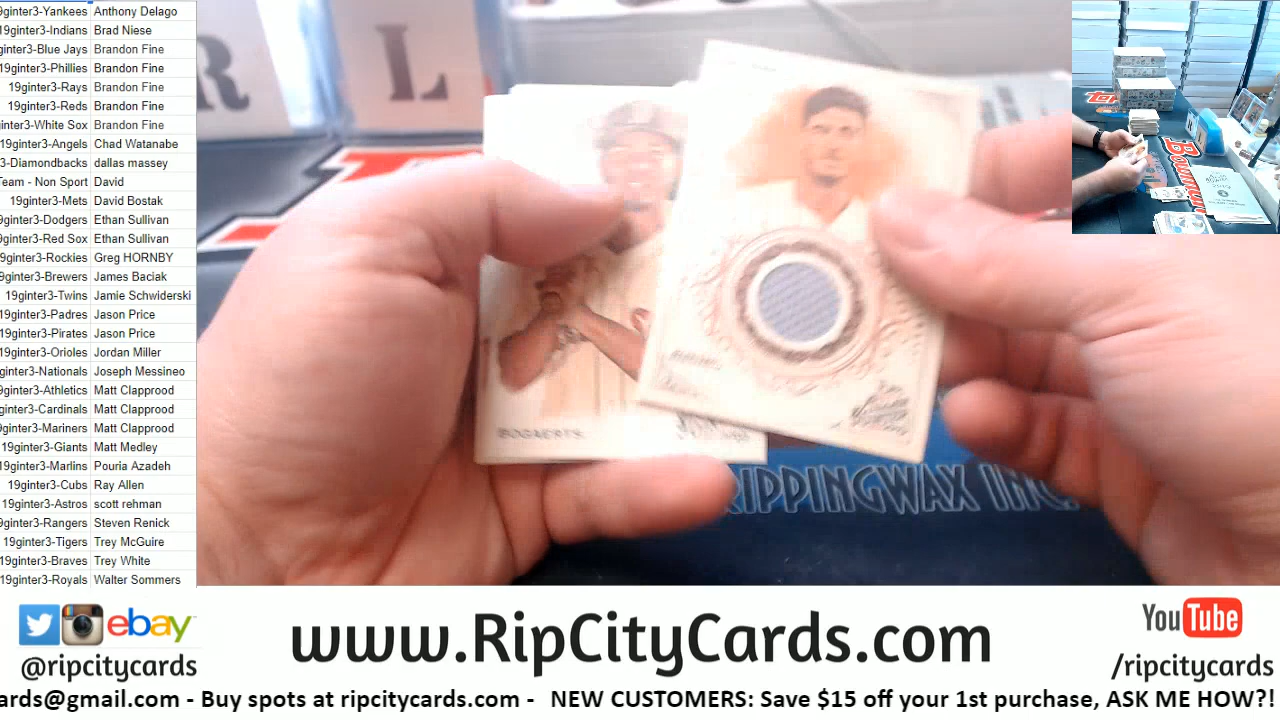 9ginter3-Yankees Anthony Delago
19ginter3-Indians Brad Niese
ginter3-Blue Jays Brandon Fine
19ginter3-Phillies Brandon Fine
19ginter3-Rays Brandon Fine
19ginter3-Reds Brandon Fine
ginter3-White Sox Brandon Fine
19ginter3-Angels Chad Watanabe
3-Diamondbacks dallas massey
Team - Non Sport David
19ginter3-Mets David Bostak
9ginter3-Dodgers Ethan Sullivan
9ginter3-Red Sox Ethan Sullivan
19ginter3-Rockies Greg HORNBY
9ginter3-Brewers James Baciak
19ginter3-Twins Jamie Schwiderski
19ginter3-Padres Jason Price
19ginter3-Pirates Jason Price
19ginter3-Orioles Jordan Miller
ginter3-Nationals Joseph Messineo
9ginter3-Athletics Matt Clapprood
ginter3-Cardinals Matt Clapprood
ginter3-Mariners Matt Clapprood
19ginter3-Giants Matt Medley
19ginter3-Marlins Pouria Azadeh
19ginter3-Cubs Ray Allen
19ginter3-Astros scott rehman
9ginter3-Rangers Steven Renick
19ginter3-Tigers Trey McGuire
19ginter3-Braves Trey White
19ginter3-Royals Walter Sommers
R L
BOGAERTS
RIPPINGWAX INC.
Topps
Bowman
ebay
@ripcitycards
www.RipCityCards.com
YouTube
/ripcitycards
ards@gmail.com - Buy spots at ripcitycards.com - NEW CUSTOMERS: Save $15 off your 1st purchase, ASK ME HOW?!